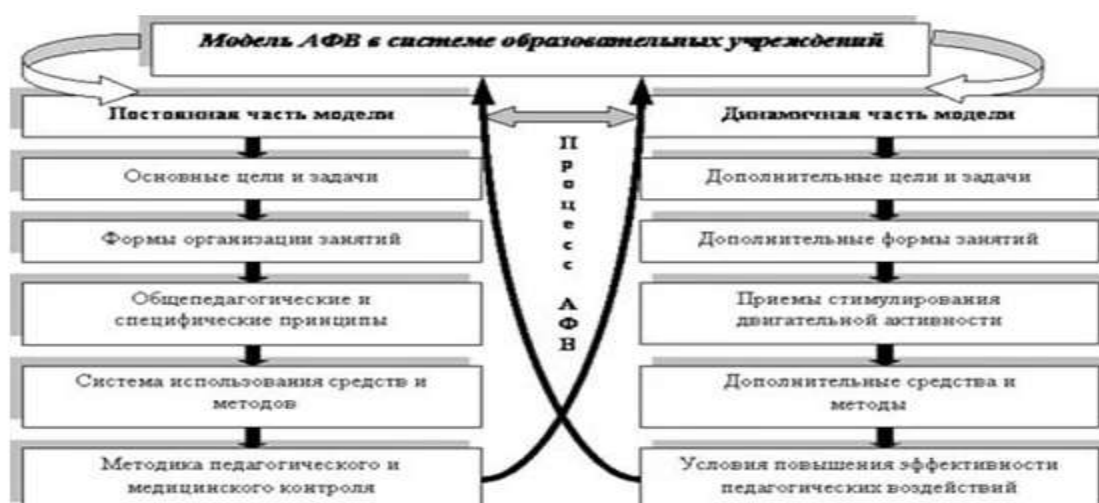 Модель АФВ в системе образовательных учреждений
Постоянная часть модели
Основные цели и задачи
Формы организации занятий
Общепедагогические и
специфические принципы
Система использования средств и
методов
Методика педагогического и
медицинского контроля
Процесс АФВ
Динамичная часть модели
Дополнительные цели и задачи
Дополнительные формы занятий
Приемы стимулирования
двигательной активности
Дополнительные средства и
методы
Условия повышения эффективности
педагогических воздействий